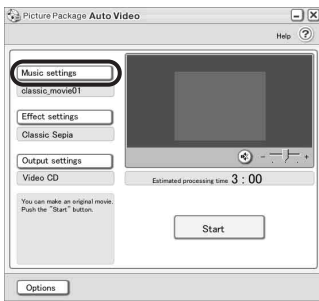 Picture Package Auto Video
Help ?
Music settings
classic_movie01
Effect settings
Classic Sepia
Output settings
Video CD
- +
Estimated processing time 3 : 00
You can make an original movie.
Push the "Start" button.
Start
Options